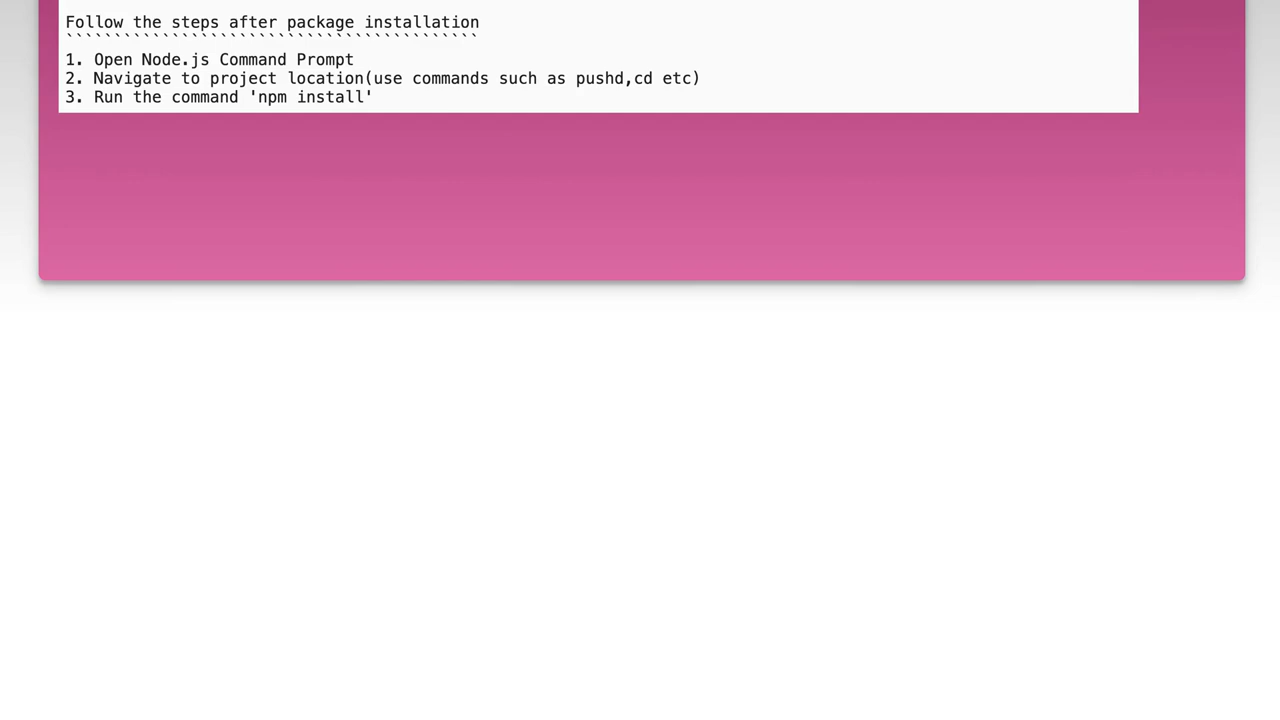 Follow the steps after package installation
```````````````````````````````````````````
1. Open Node.js Command Prompt
2. Navigate to project location(use commands such as pushd,cd etc)
3. Run the command 'npm install'